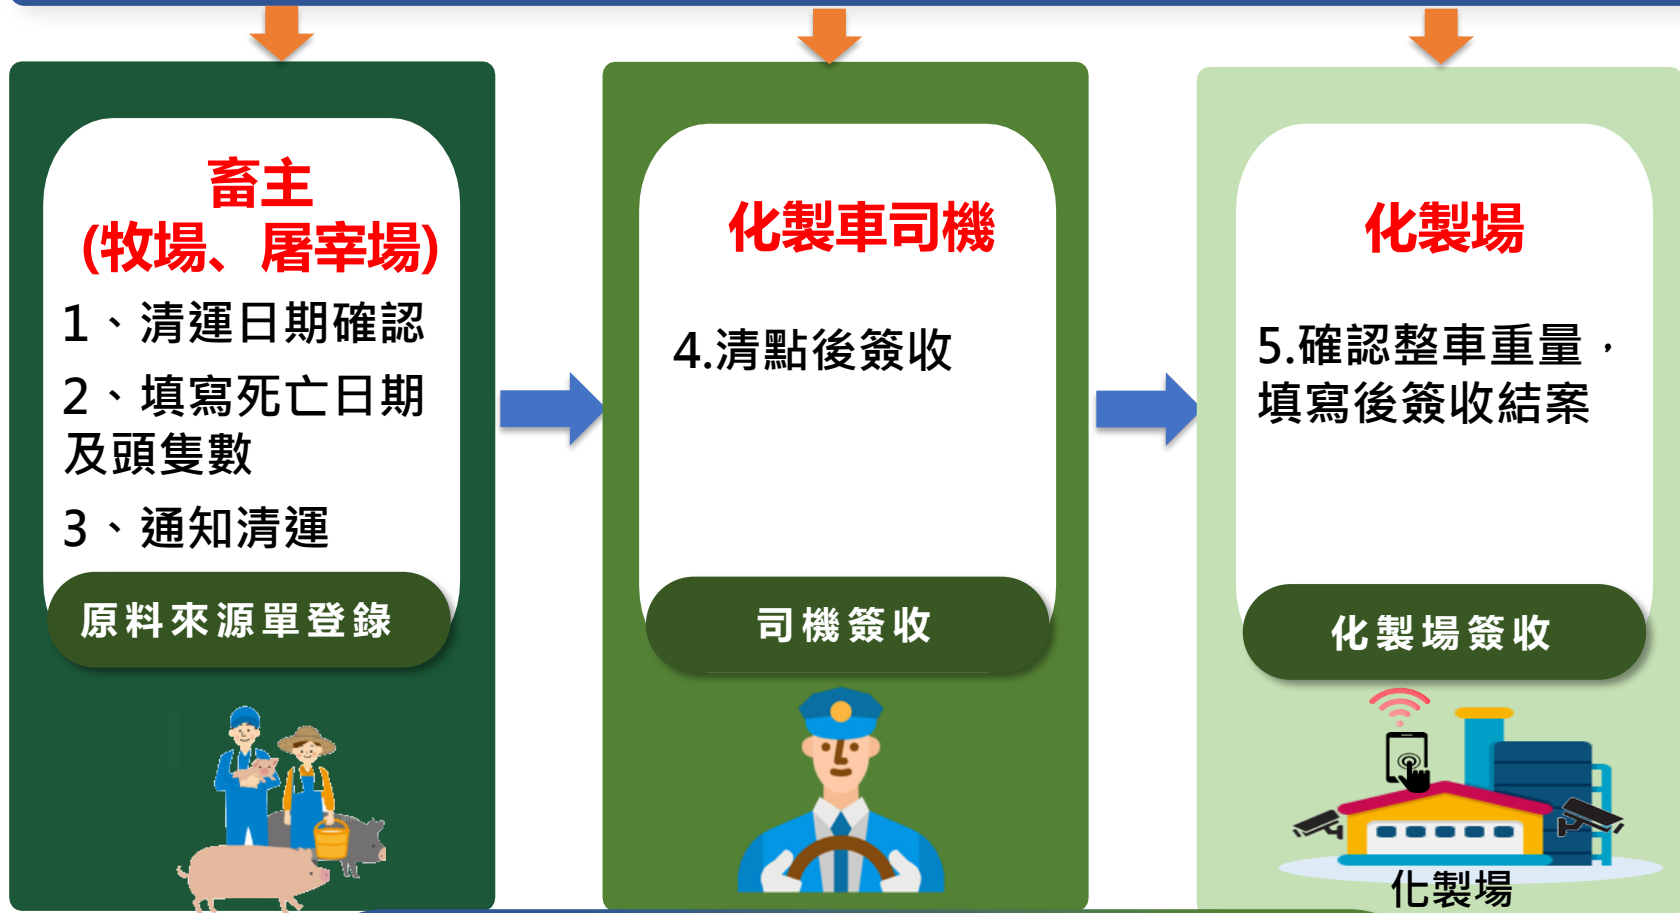 畜主
(牧場、屠宰場)
1、清運日期確認
2、填寫死亡日期
及頭隻數
3、通知清運
原料來源單登錄
化製車司機
4.清點後簽收
司機簽收
化製場
5.確認整車重量，
填寫後簽收結案
化製場簽收
化製場